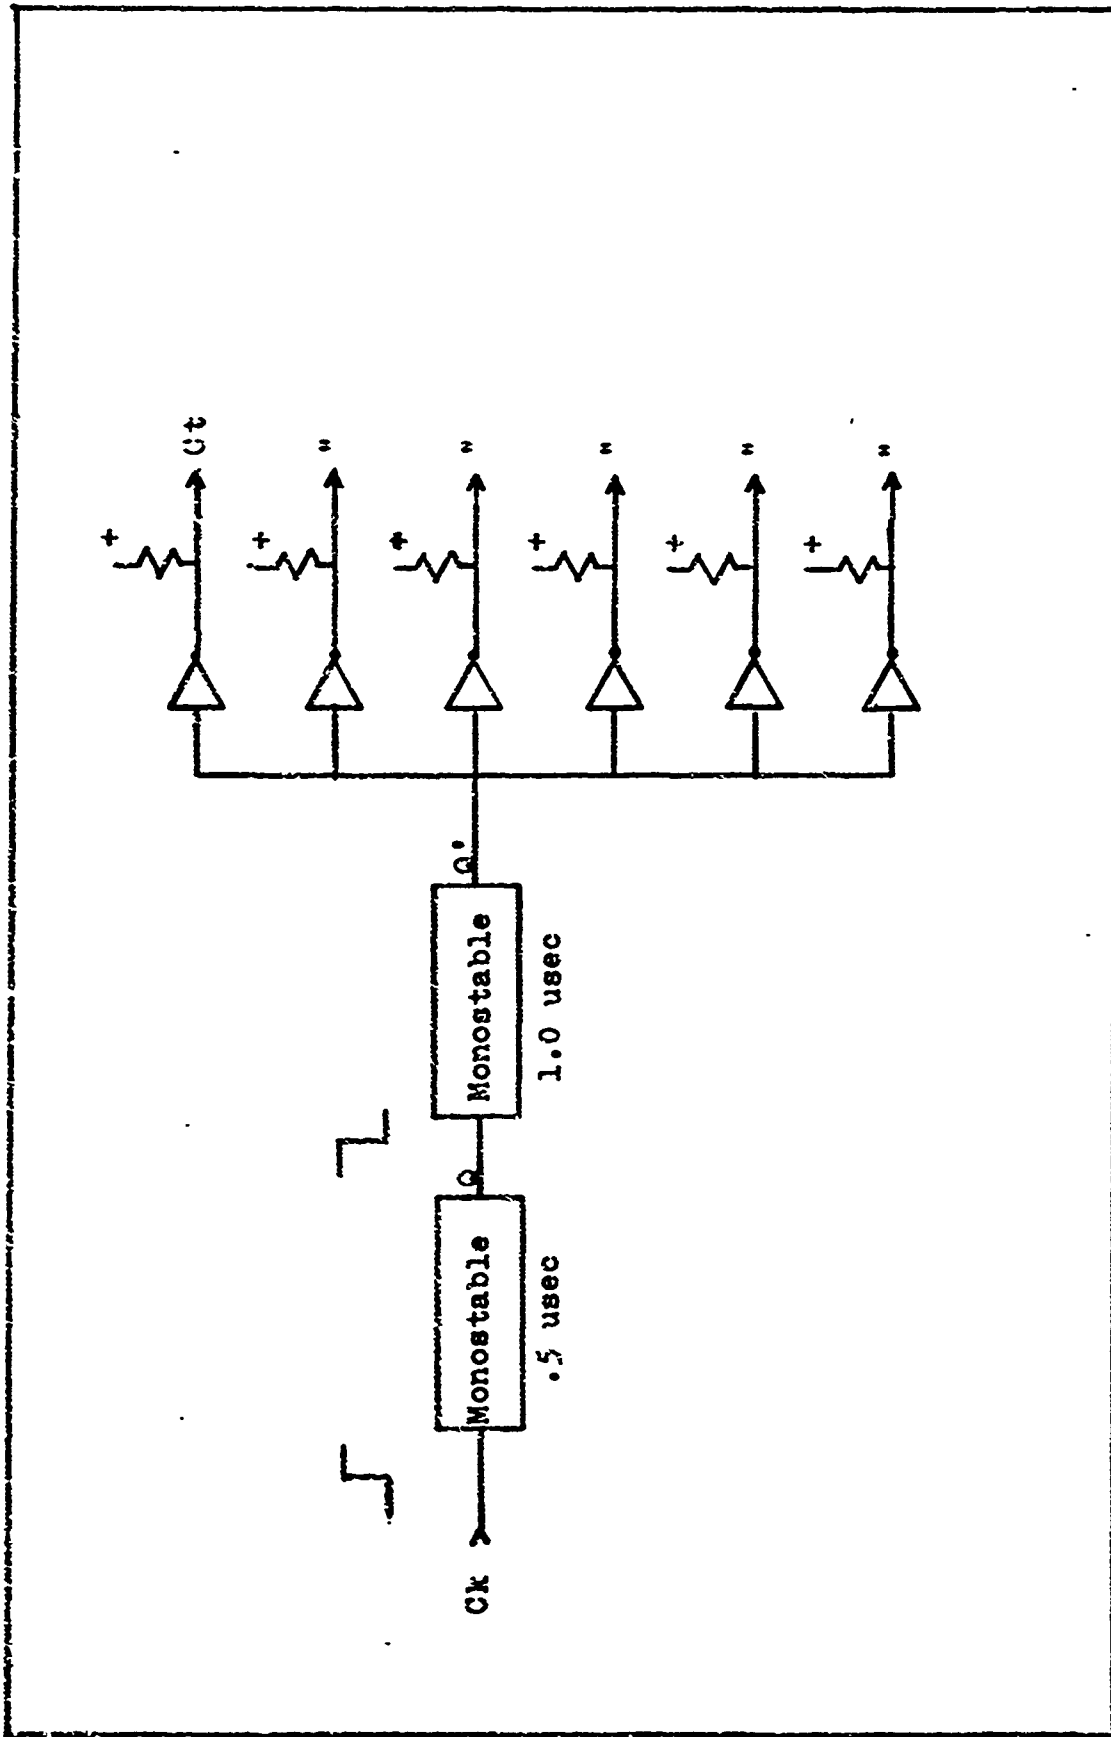 Ck
Monostable
.5 usec
Q
Monostable
1.0 usec
Q'
+
Ct
+
"
+
"
+
"
+
"
+
"